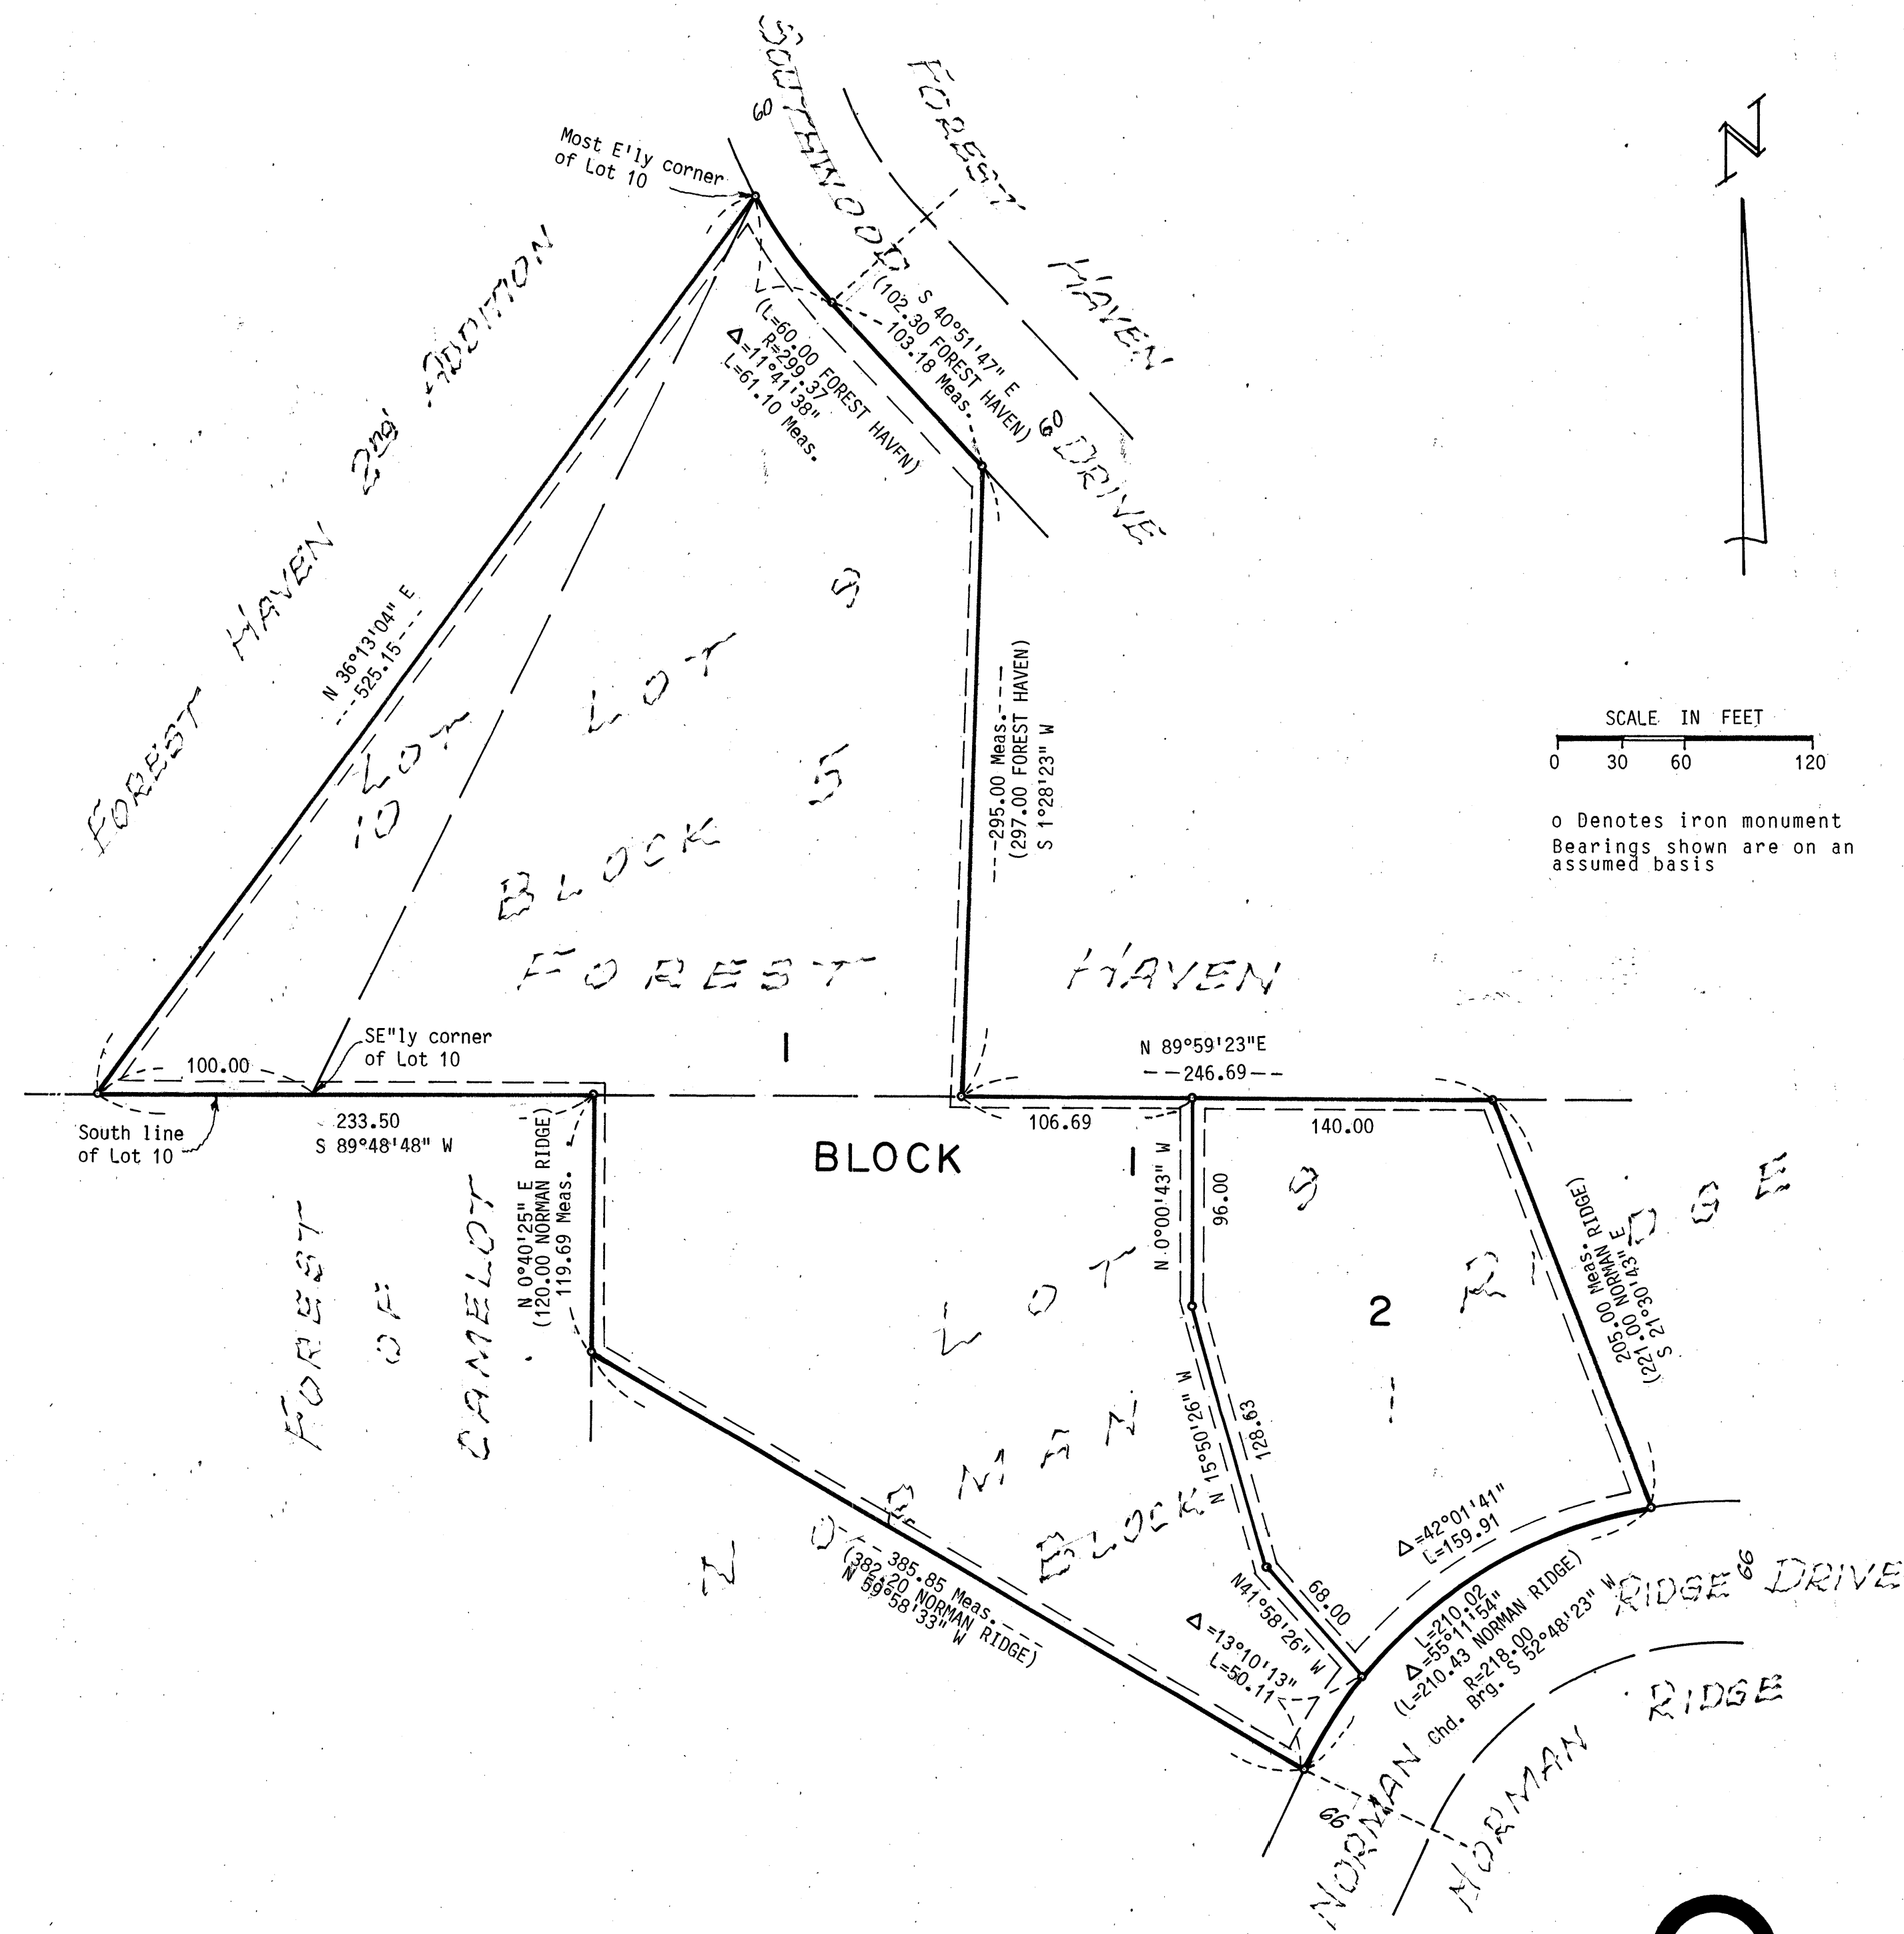 Most E'ly corner
of Lot 10
SOUTHWOOD
60
FOREST
HAVEN
DRIVE
60
N
S 40°51'47" E
(102.30 FOREST HAVEN)
103.18 Meas.
(L=60.00 FOREST HAVEN)
R=299.37
Δ=11°41'38"
L=61.10 Meas.
FOREST HAVEN 2nd ADDITION
N 36°13'04" E
---525.15---
LOT
10
LOT 9
BLOCK 5
FOREST HAVEN
---295.00 Meas.----
(297.00 FOREST HAVEN)
S 1°28'23" W
SCALE IN FEET
0 30 60 120
o Denotes iron monument
Bearings shown are on an
assumed basis
SE"ly corner
of Lot 10
100.00
1
N 89°59'23"E
--246.69--
233.50
S 89°48'48" W
South line
of Lot 10
106.69
140.00
BLOCK 1
N 0°40'25" E
(120.00 NORMAN RIDGE)
119.69 Meas.
FOREST
OF
CAMELOT
N 0°00'43" W
96.00
LOT 9
2
205.00 Meas.
(221.00 NORMAN RIDGE)
S 21°30'43" E
N 15°50'26" W
128.63
BLOCK 1
NORMAN RIDGE
385.85 Meas.----
(382.20 NORMAN RIDGE)
N 59°58'33" W
N41°58'26" W
68.00
Δ=42°01'41"
L=159.91
Δ=13°10'13"
L=50.11
L=210.02
Δ=55°11'54"
(L=210.43 NORMAN RIDGE)
R=218.00
Chd. Brg. S 52°48'23" W
NORMAN RIDGE DRIVE
66
66
NORMAN RIDGE